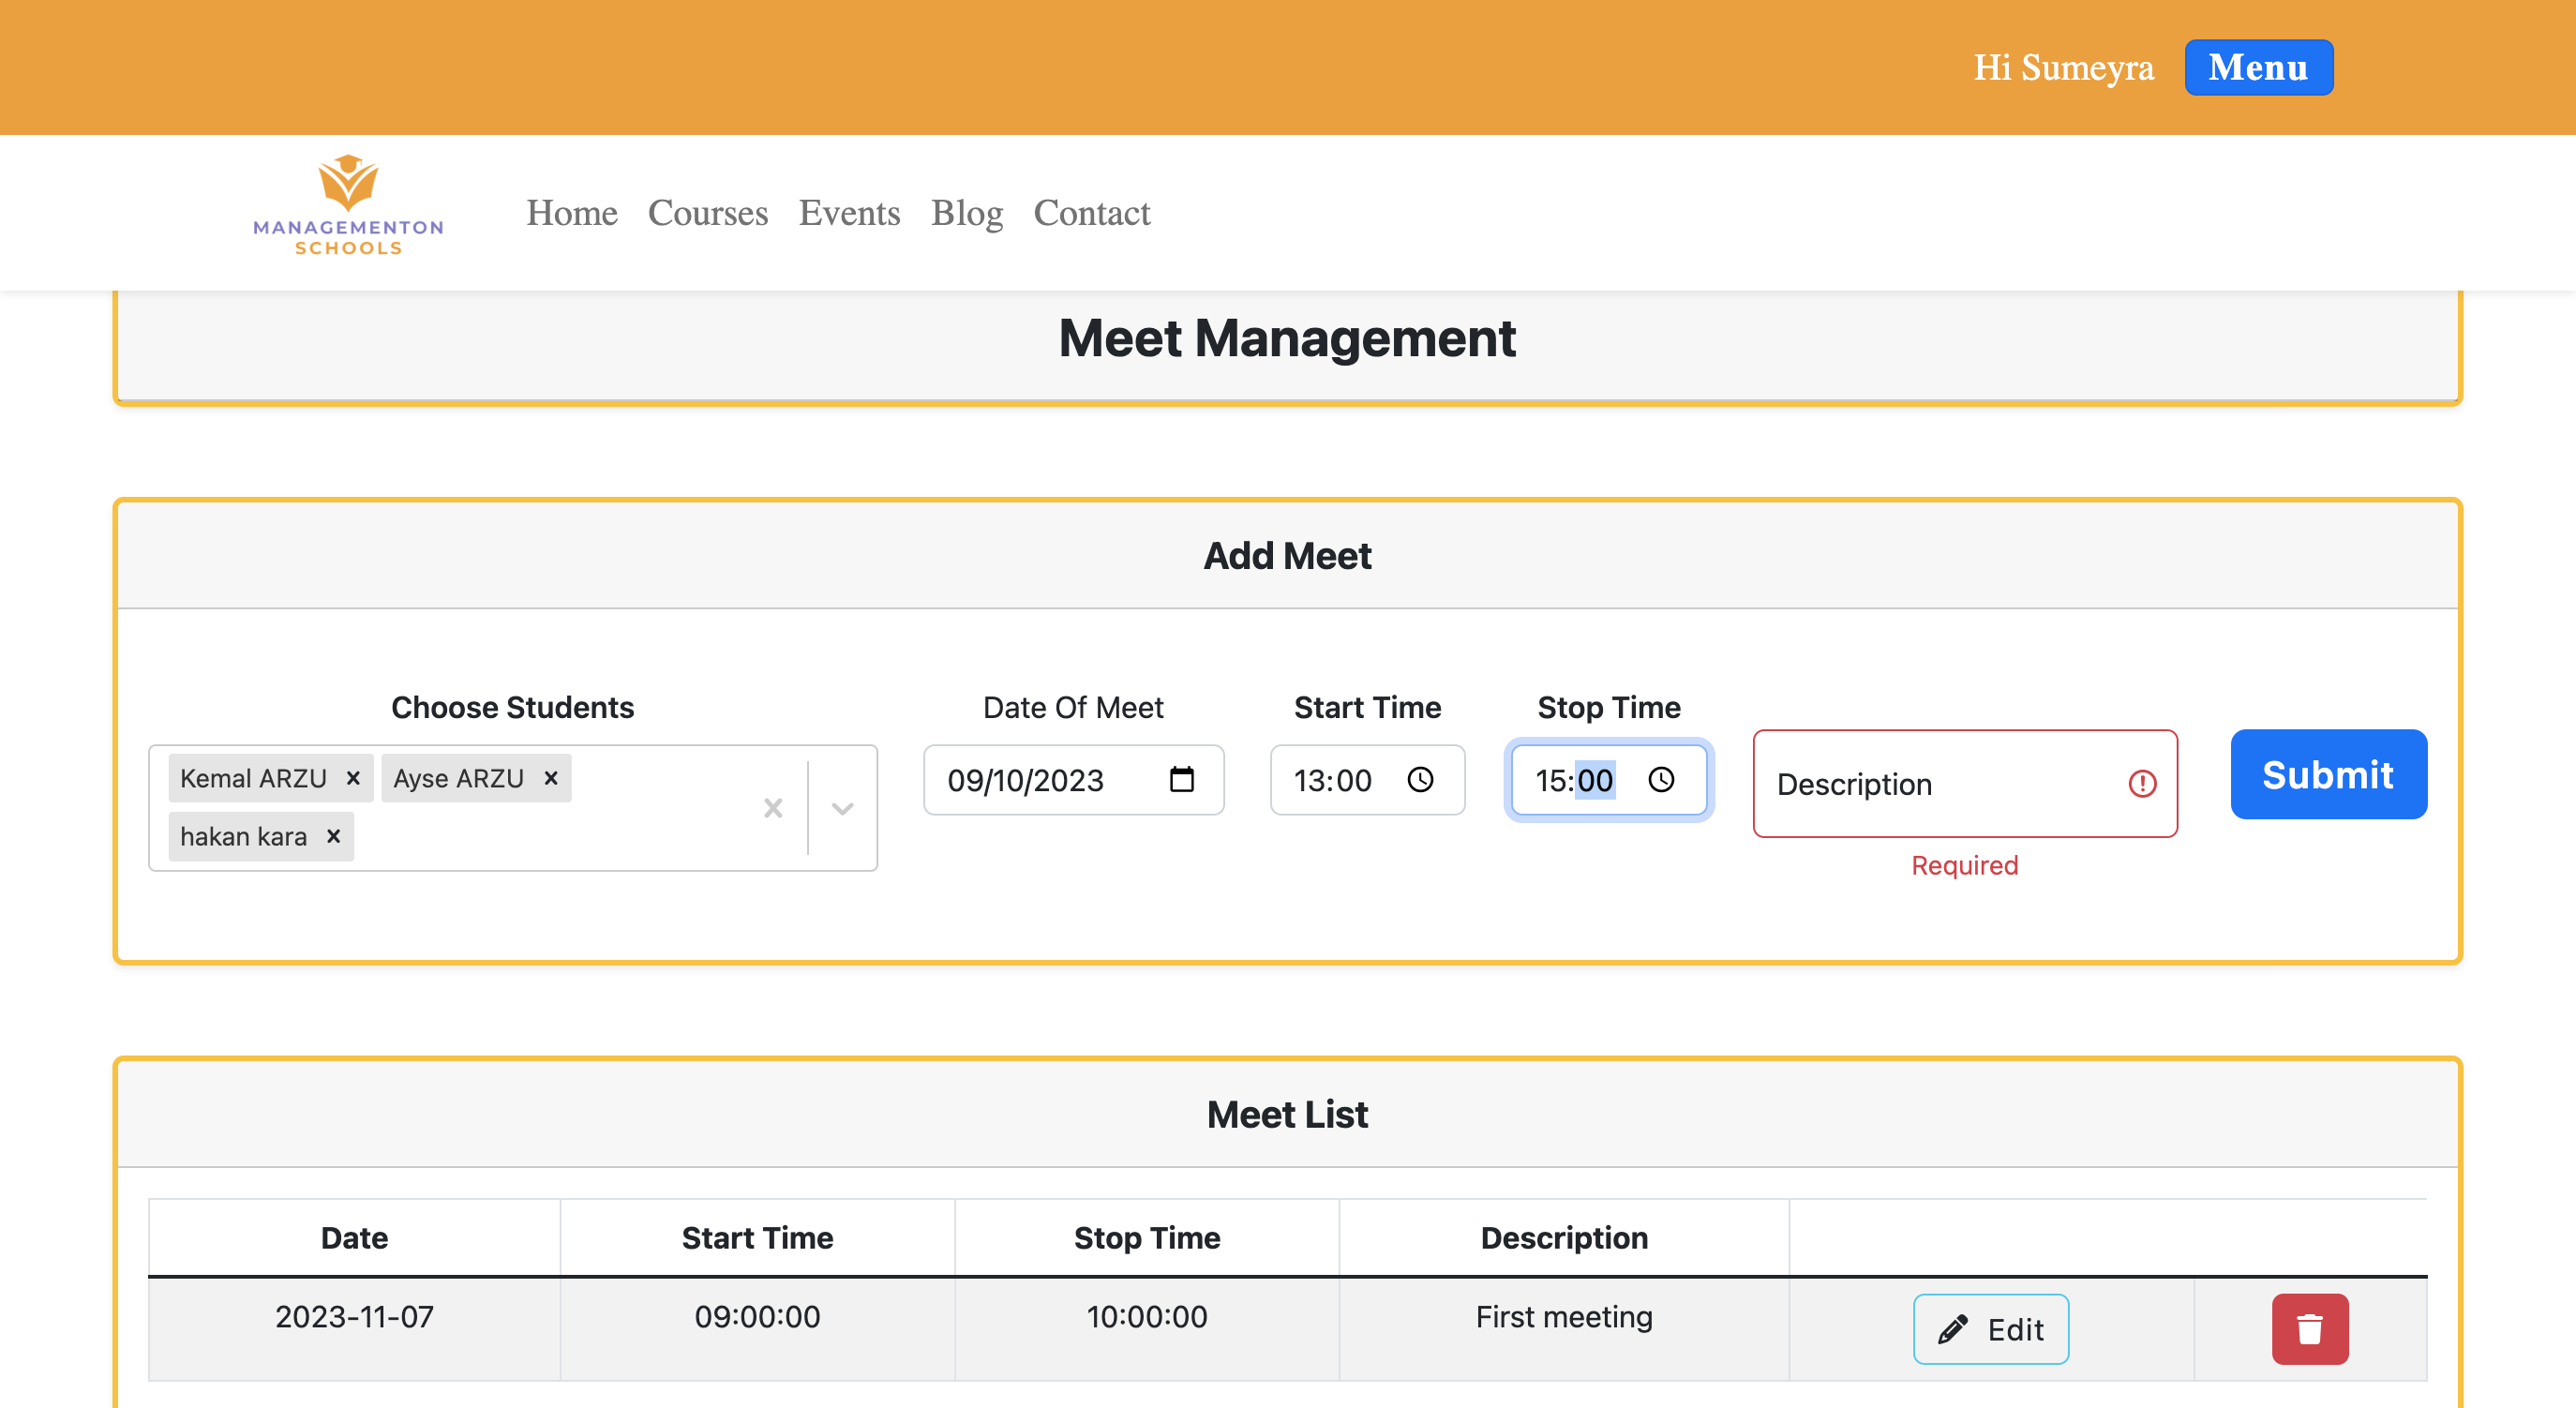 Hi Sumeyra Menu
MANAGEMENTON
SCHOOLS
Home Courses Events Blog Contact
Meet Management
Add Meet
Choose Students Date Of Meet Start Time Stop Time
Kemal ARZU × Ayse ARZU ×
hakan kara ×
09/10/2023 13:00 15:00 Description Submit
Required
Meet List
Date Start Time Stop Time Description
2023-11-07 09:00:00 10:00:00 First meeting Edit